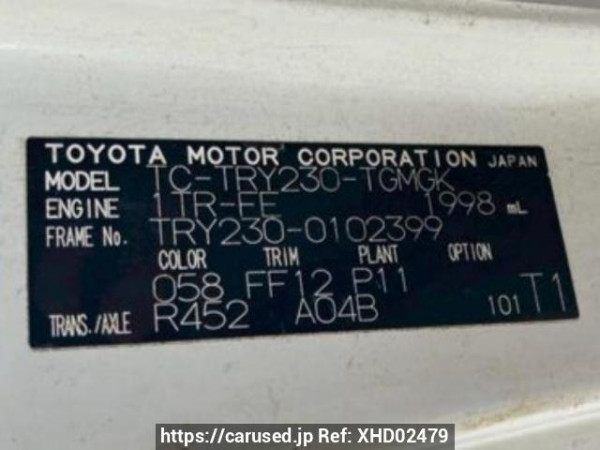 TOYOTA MOTOR CORPORATION JAPAN
MODEL TC-TRY230-TGMGK
ENGINE 1TR-EE 1998 mL
FRAME No. TRY230-0102399
COLOR TRIM PLANT OPTION
058 FF12 P11
TRANS./AXLE R452 A04B 101 T1
https://carused.jp Ref: XHD02479